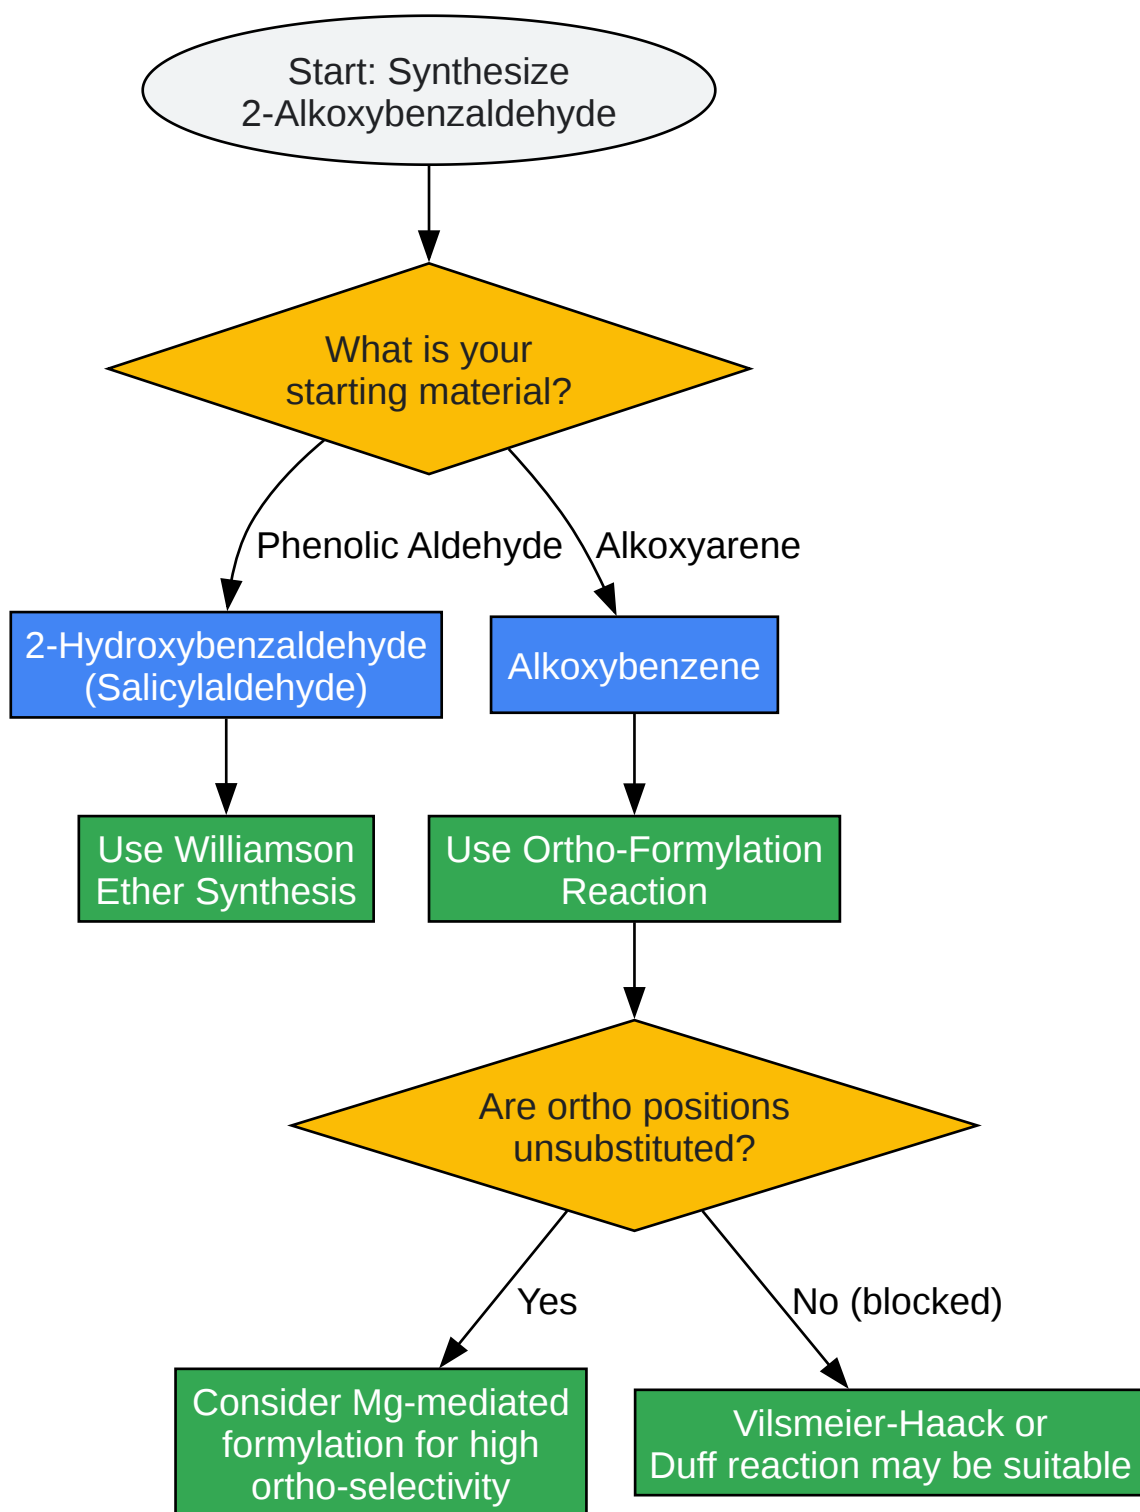 Start: Synthesize
2-Alkoxybenzaldehyde
What is your
starting material?
Phenolic Aldehyde
Alkoxyarene
2-Hydroxybenzaldehyde
(Salicylaldehyde)
Alkoxybenzene
Use Williamson
Ether Synthesis
Use Ortho-Formylation
Reaction
Are ortho positions
unsubstituted?
Yes
No (blocked)
Consider Mg-mediated
formylation for high
ortho-selectivity
Vilsmeier-Haack or
Duff reaction may be suitable